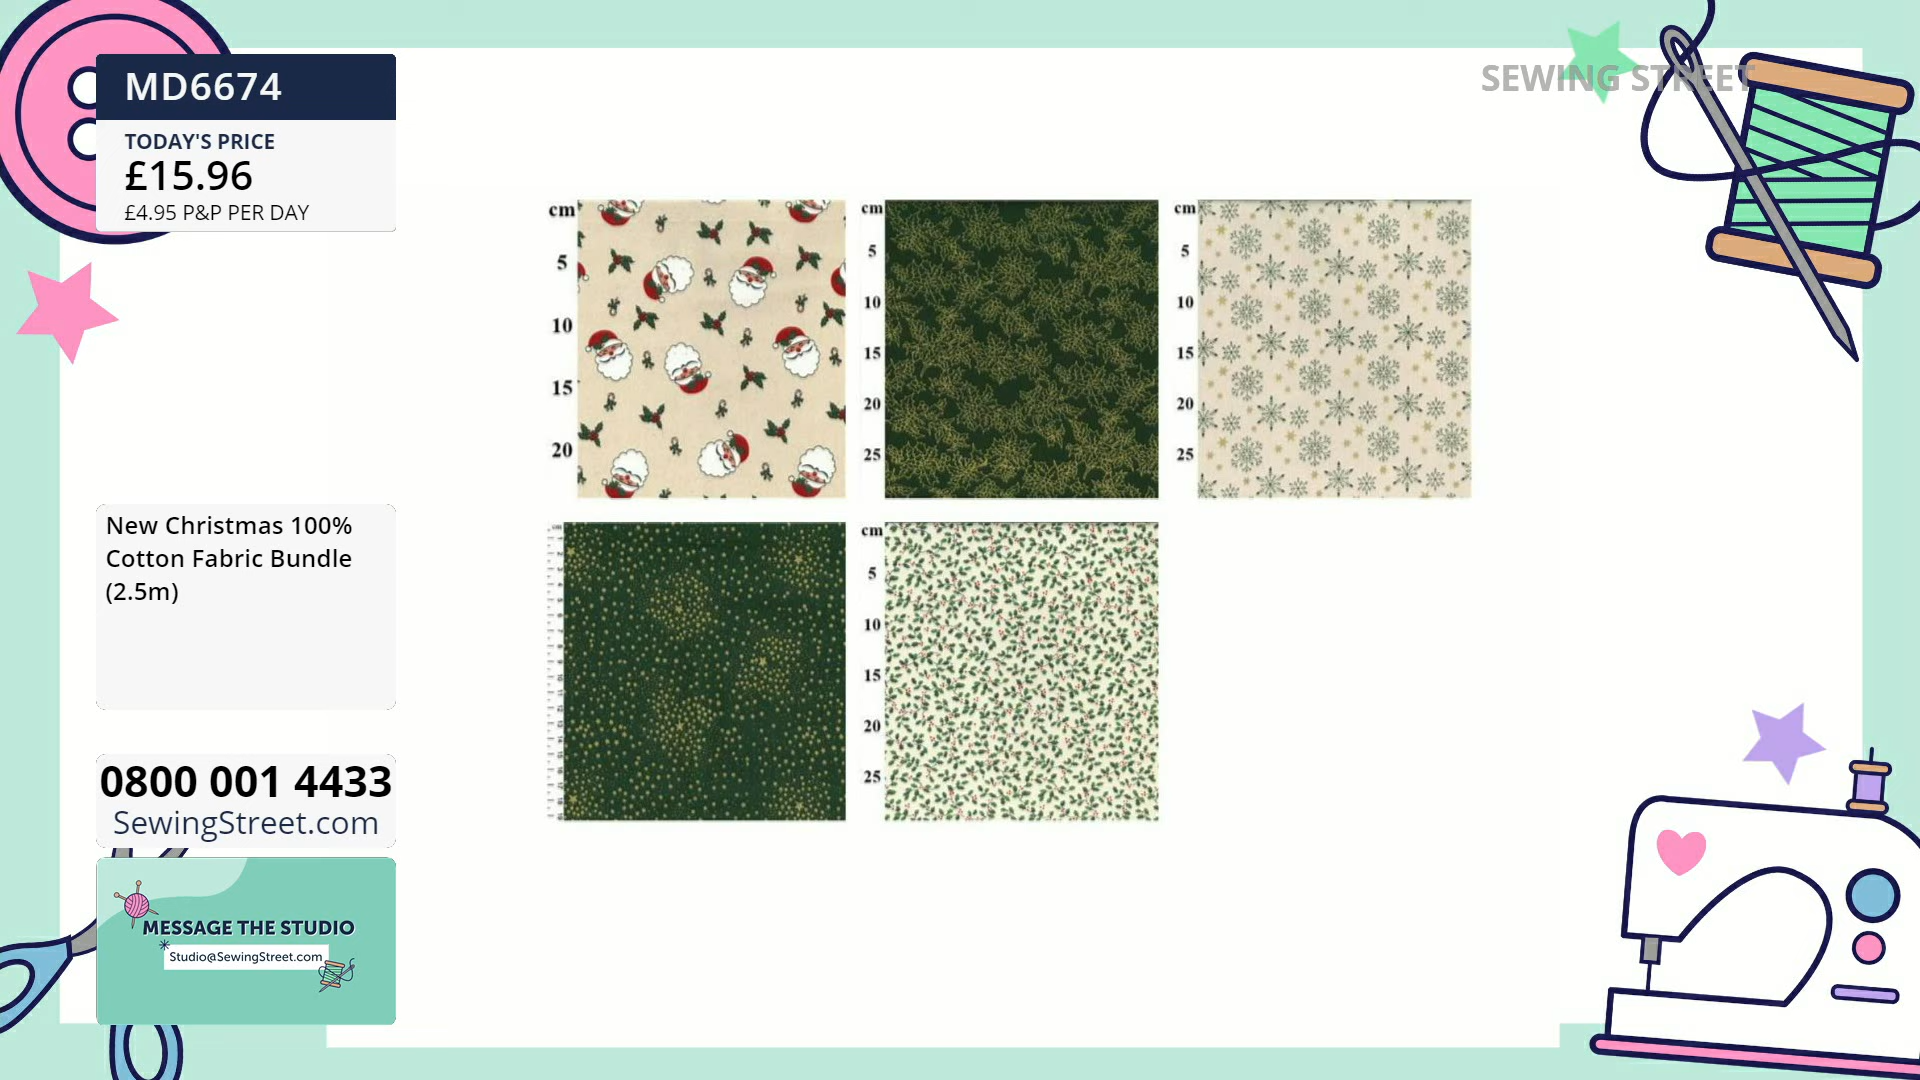 MD6674
TODAY'S PRICE
£15.96
£4.95 P&P PER DAY
SEWING STREET
cm
5
10
15
20
cm
5
10
15
20
25
cm
5
10
15
20
25
New Christmas 100%
Cotton Fabric Bundle
(2.5m)
cm
5
10
15
20
25
0800 001 4433
SewingStreet.com
MESSAGE THE STUDIO
Studio@SewingStreet.com